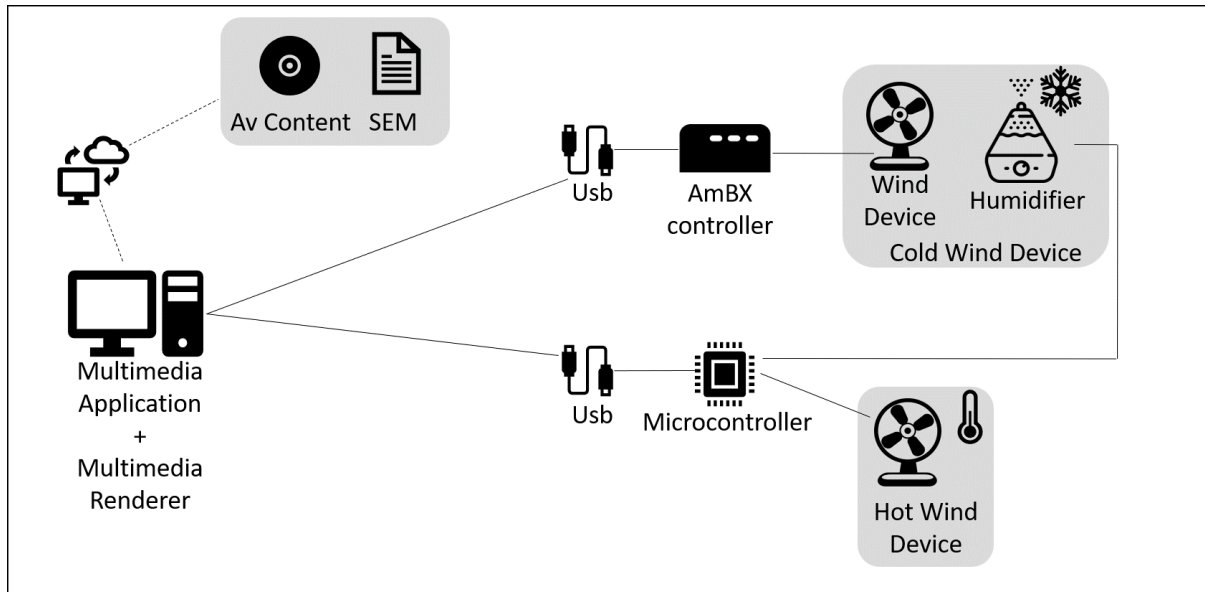 Av Content
SEM
Usb
AmBX
controller
Wind
Device
Humidifier
Cold Wind Device
Multimedia
Application
+
Multimedia
Renderer
Usb
Microcontroller
Hot Wind
Device